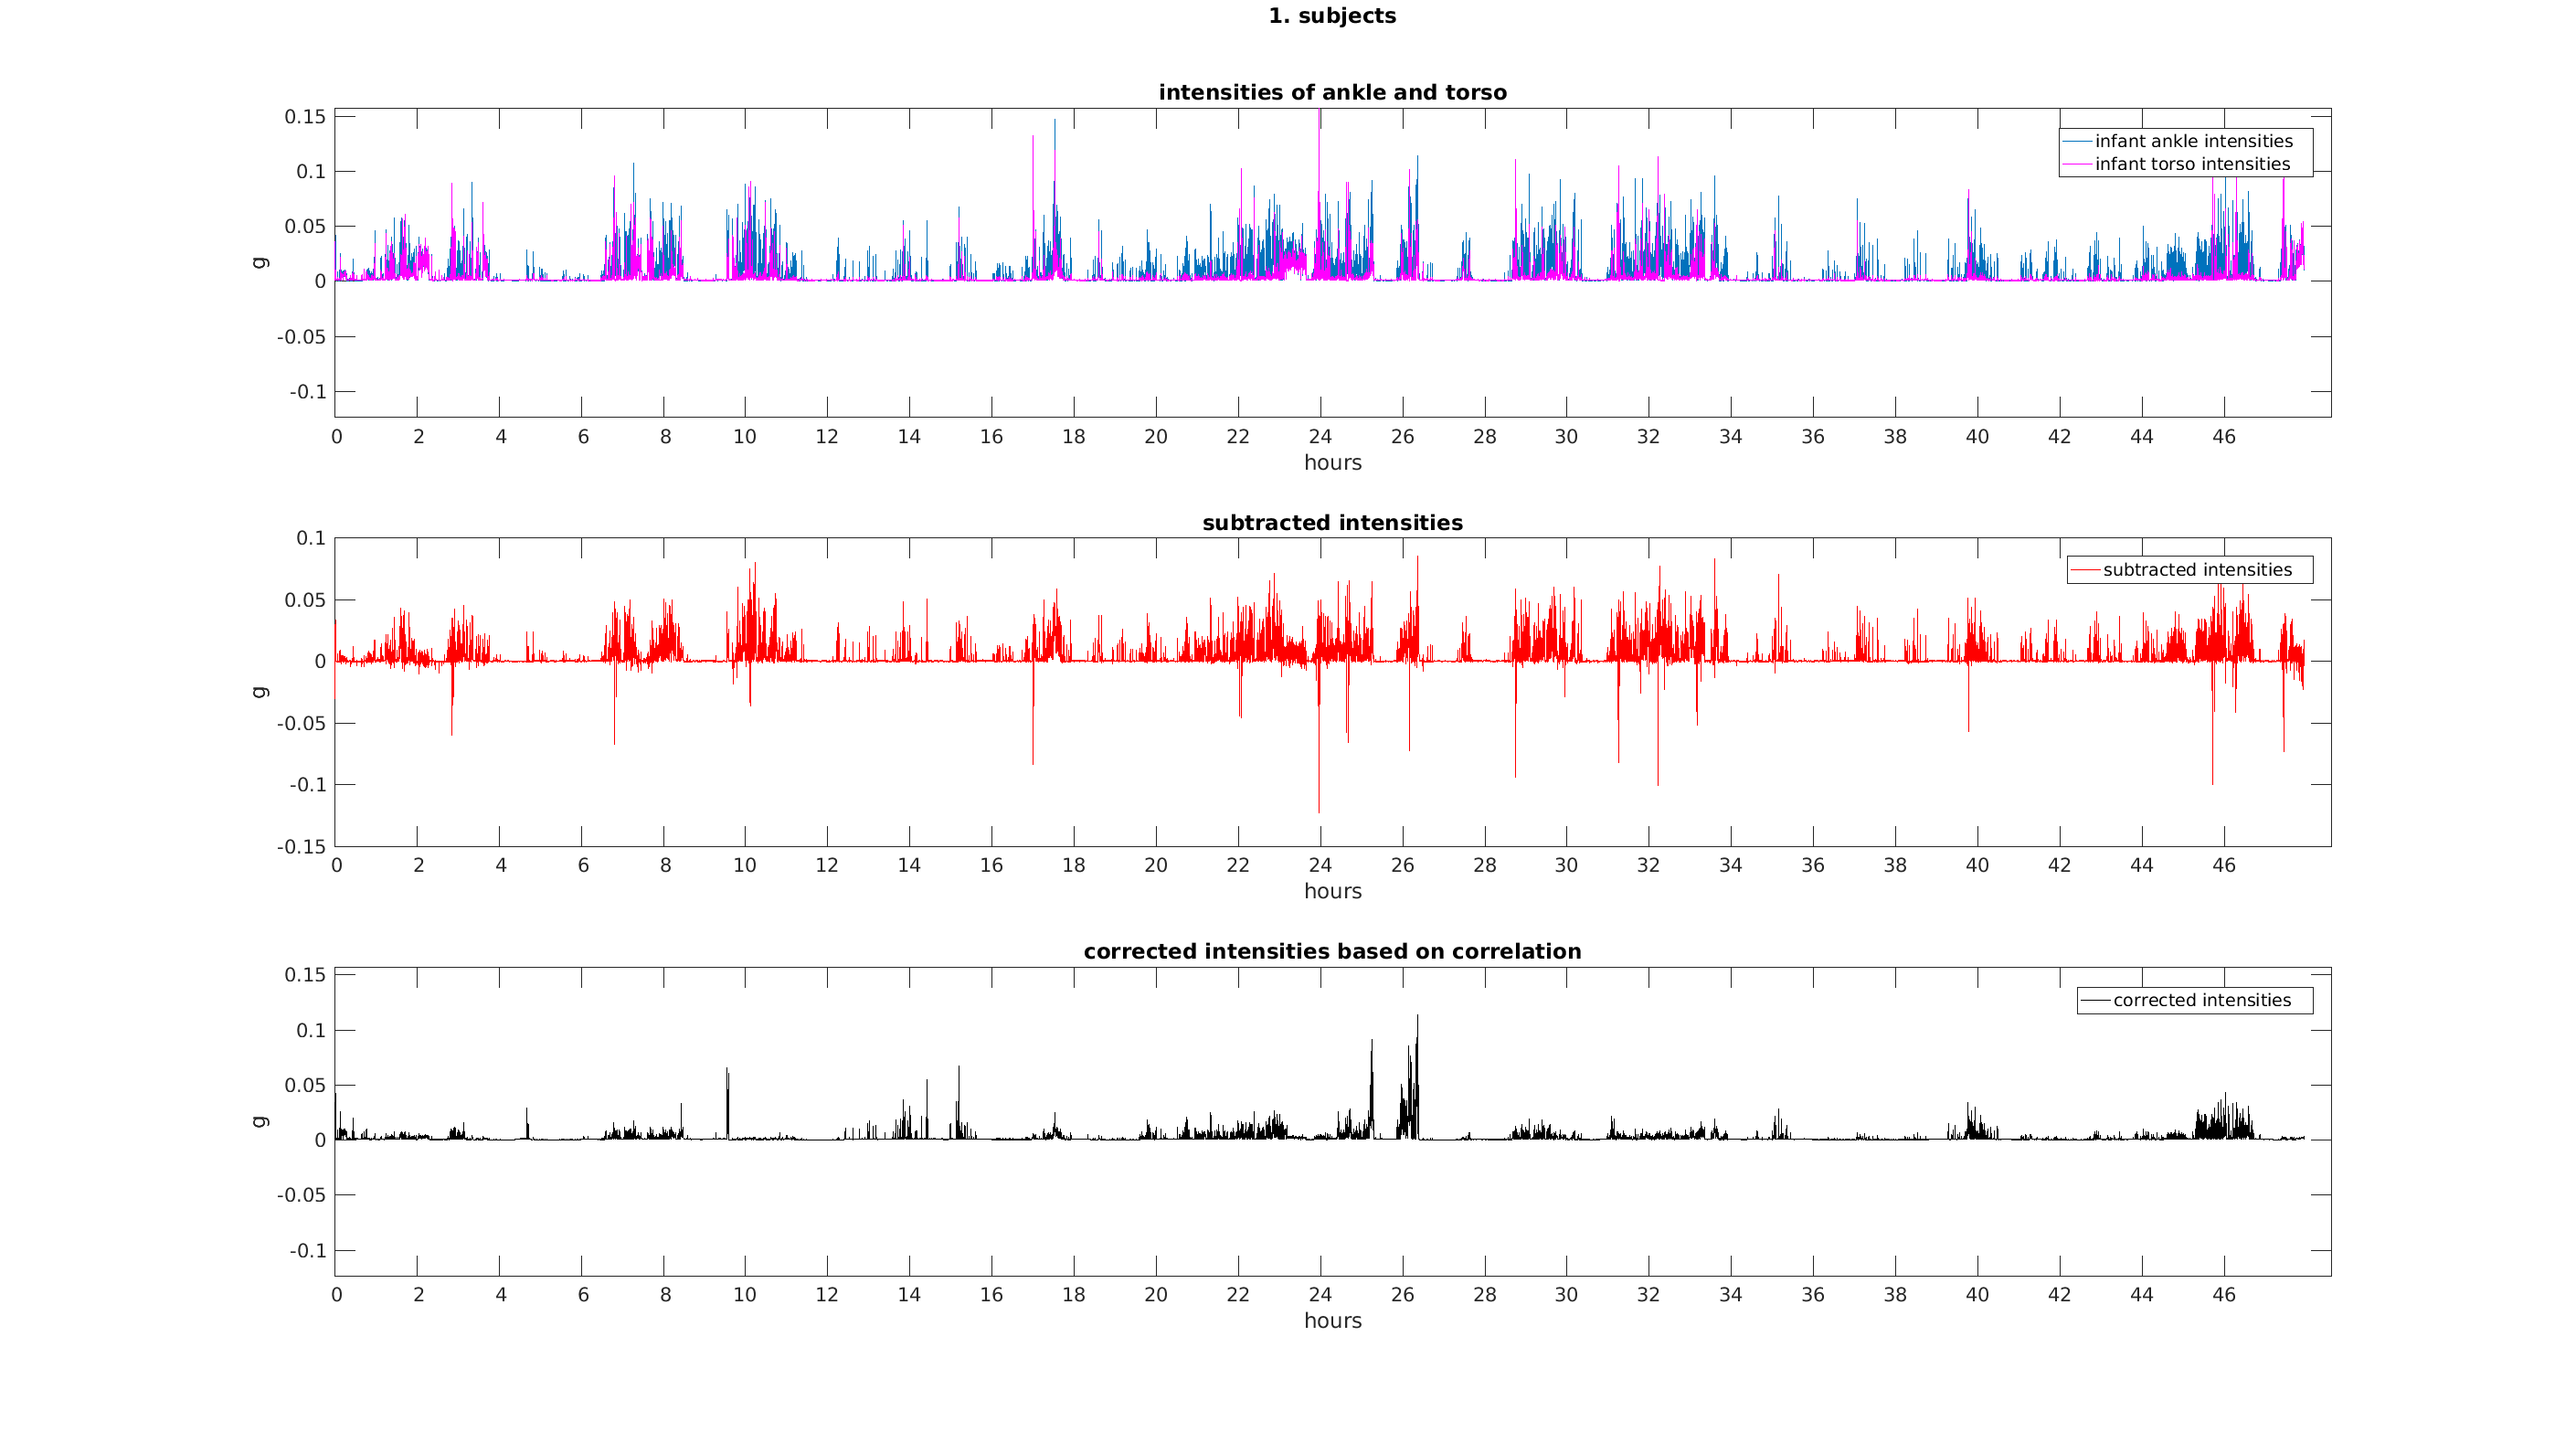 1. subjects
intensities of ankle and torso
0.15
0.1
0.05
0
-0.05
-0.1
g
infant ankle intensities
infant torso intensities
0 2 4 6 8 10 12 14 16 18 20 22 24 26 28 30 32 34 36 38 40 42 44 46
hours
subtracted intensities
0.1
0.05
0
-0.05
-0.1
-0.15
g
subtracted intensities
0 2 4 6 8 10 12 14 16 18 20 22 24 26 28 30 32 34 36 38 40 42 44 46
hours
corrected intensities based on correlation
0.15
0.1
0.05
0
-0.05
-0.1
g
corrected intensities
0 2 4 6 8 10 12 14 16 18 20 22 24 26 28 30 32 34 36 38 40 42 44 46
hours